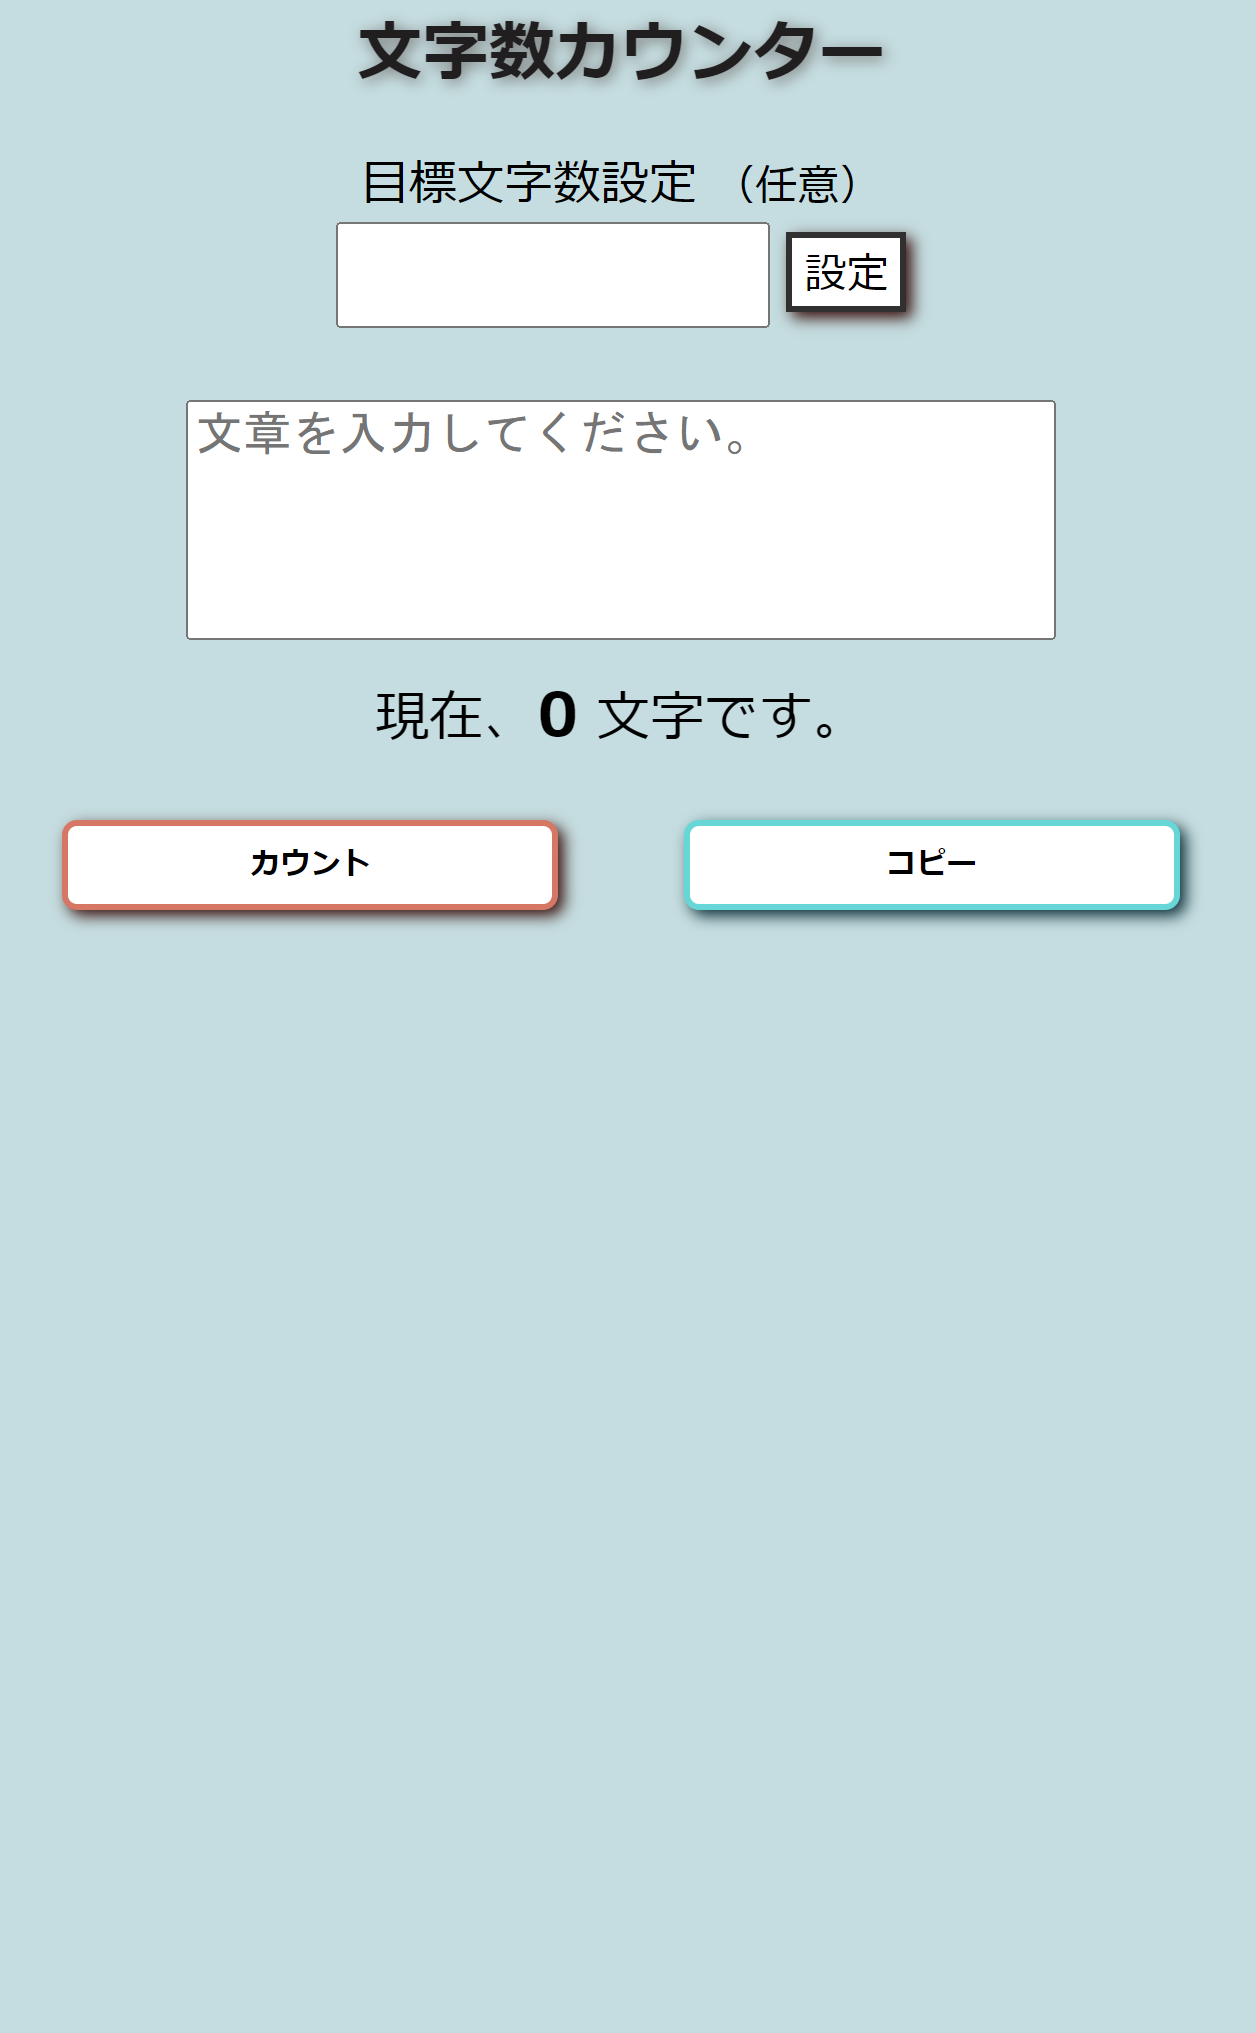 文字数カウンター
目標文字数設定 （任意）
設定
文章を入力してください。
現在、0 文字です。
カウント
コピー